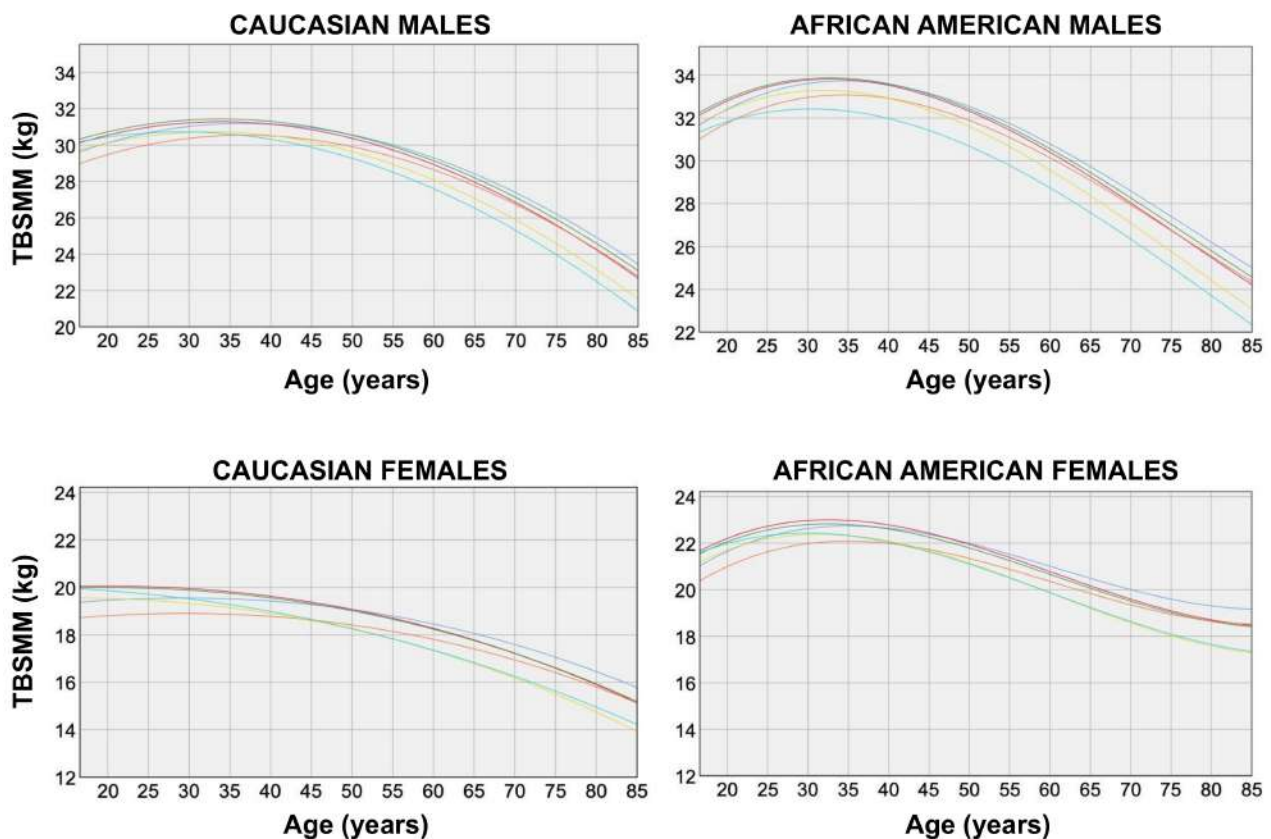 CAUCASIAN MALES
TBSMM (kg)
34
32
30
28
26
24
22
20
20 25 30 35 40 45 50 55 60 65 70 75 80 85
Age (years)
AFRICAN AMERICAN MALES
34
32
30
28
26
24
22
20 25 30 35 40 45 50 55 60 65 70 75 80 85
Age (years)
CAUCASIAN FEMALES
TBSMM (kg)
24
22
20
18
16
14
12
20 25 30 35 40 45 50 55 60 65 70 75 80 85
Age (years)
AFRICAN AMERICAN FEMALES
24
22
20
18
16
14
12
20 25 30 35 40 45 50 55 60 65 70 75 80 85
Age (years)